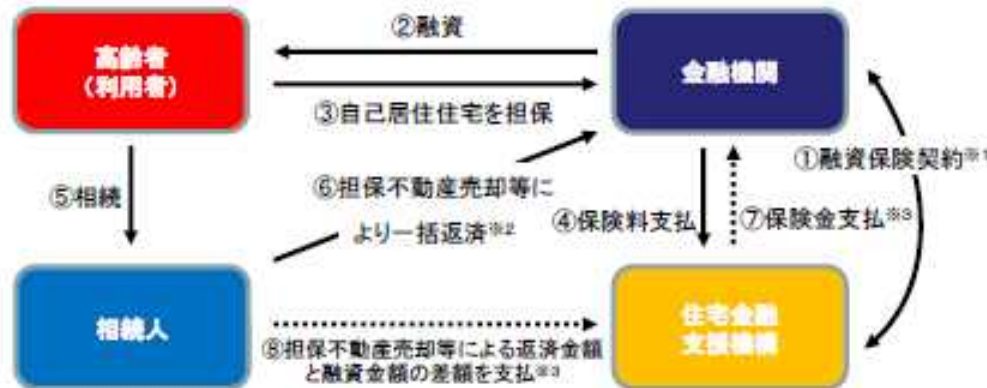 ②融資
高齢者
(利用者)
金融機関
③自己居住住宅を担保
①融資保険契約※1
⑤相続
⑥担保不動産売却等に
より一括返済※2
④保険料支払
⑦保険金支払※3
相続人
住宅金融
支援機構
⑧担保不動産売却等による返済金額
と融資金額の差額を支払※3